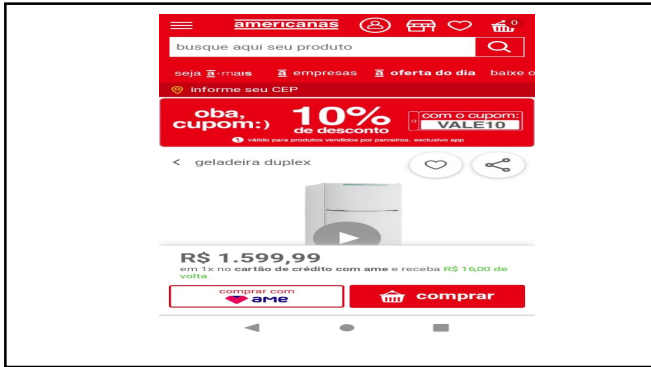 americanas
0
busque aqui seu produto
seja a-mais a empresas a oferta do dia baixe o
informe seu CEP
oba, cupom:) 10% de desconto com o cupom: VALE10
válido para produtos vendidos por parceiros. exclusivo app
geladeira duplex
R$ 1.599,99
em 1x no cartão de crédito com ame e receba R$ 16,00 de
volta
comprar com
ame
comprar